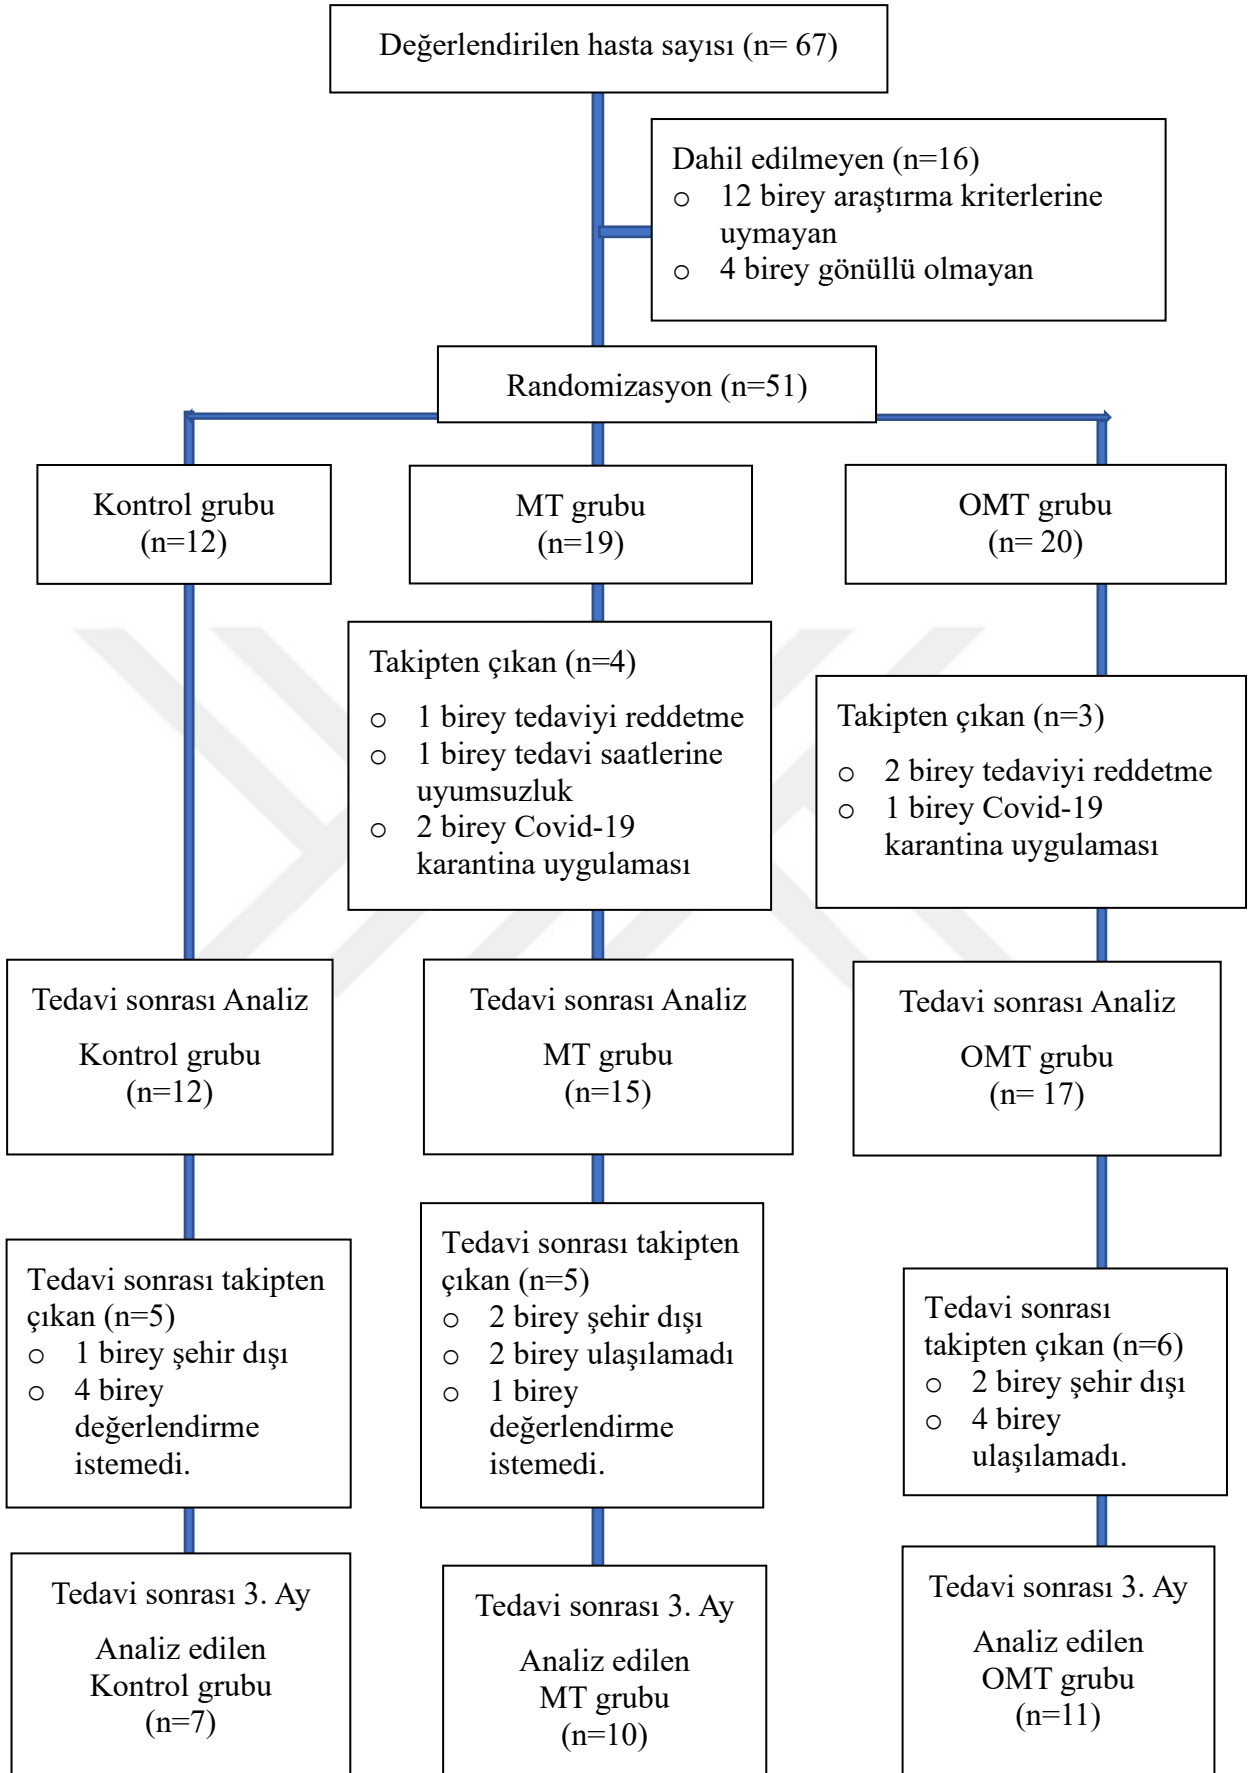 Değerlendirilen hasta sayısı (n= 67)
Dahil edilmeyen (n=16)
o 12 birey araştırma kriterlerine
uymayan
o 4 birey gönüllü olmayan
Randomizasyon (n=51)
Kontrol grubu
(n=12)
MT grubu
(n=19)
OMT grubu
(n= 20)
Takipten çıkan (n=4)
o 1 birey tedaviyi reddetme
o 1 birey tedavi saatlerine
uyumsuzluk
o 2 birey Covid-19
karantina uygulaması
Takipten çıkan (n=3)
o 2 birey tedaviyi reddetme
o 1 birey Covid-19
karantina uygulaması
Tedavi sonrası Analiz
Kontrol grubu
(n=12)
Tedavi sonrası Analiz
MT grubu
(n=15)
Tedavi sonrası Analiz
OMT grubu
(n= 17)
Tedavi sonrası takipten
çıkan (n=5)
o 1 birey şehir dışı
o 4 birey
değerlendirme
istemedi.
Tedavi sonrası takipten
çıkan (n=5)
o 2 birey şehir dışı
o 2 birey ulaşılamadı
o 1 birey
değerlendirme
istemedi.
Tedavi sonrası
takipten çıkan (n=6)
o 2 birey şehir dışı
o 4 birey
ulaşılamadı.
Tedavi sonrası 3. Ay
Analiz edilen
Kontrol grubu
(n=7)
Tedavi sonrası 3. Ay
Analiz edilen
MT grubu
(n=10)
Tedavi sonrası 3. Ay
Analiz edilen
OMT grubu
(n=11)